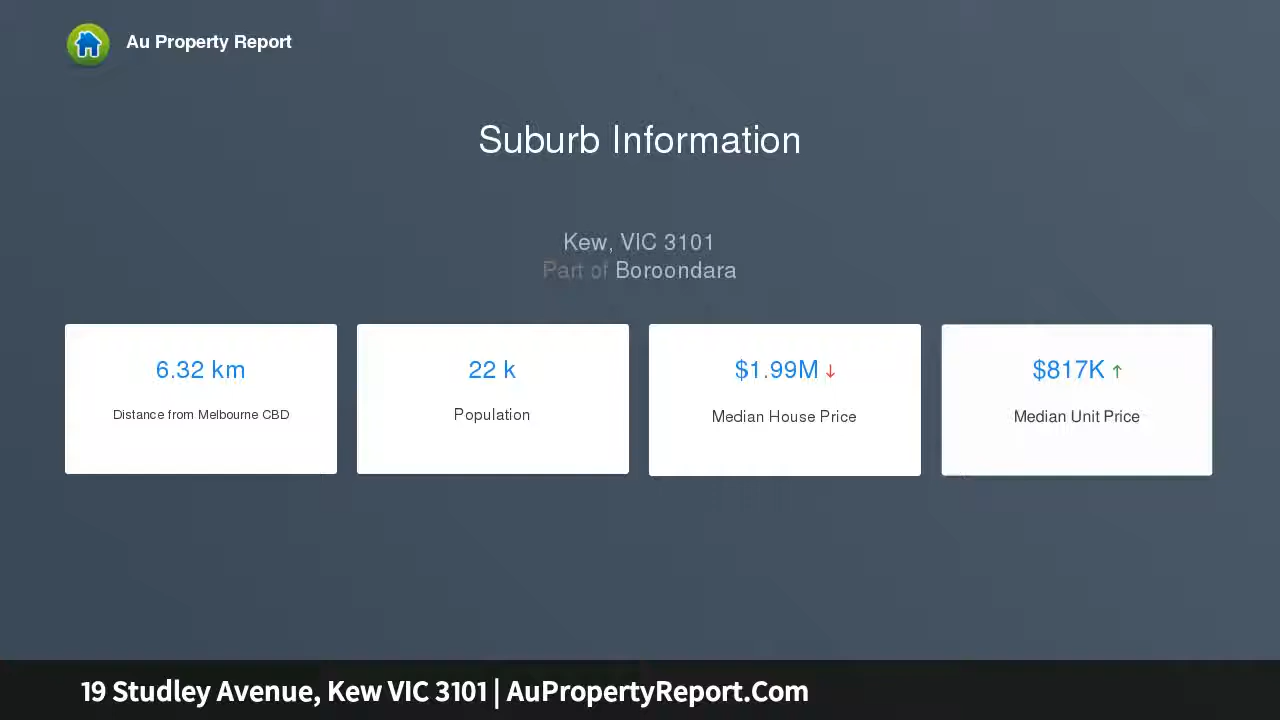 Au Property Report
Suburb Information
Kew, VIC 3101
Part of Boroondara
6.32 km
Distance from Melbourne CBD
22 k
Population
$1.99M ↓
Median House Price
$817K ↑
Median Unit Price
19 Studley Avenue, Kew VIC 3101 | AuPropertyReport.Com